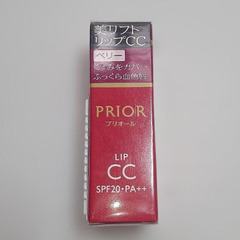 美リフト
リップCC
ベリー
くすみをカバー
ふっくら血色唇
PRIOR
プリオール
LIP
CC
SPF20・PA++